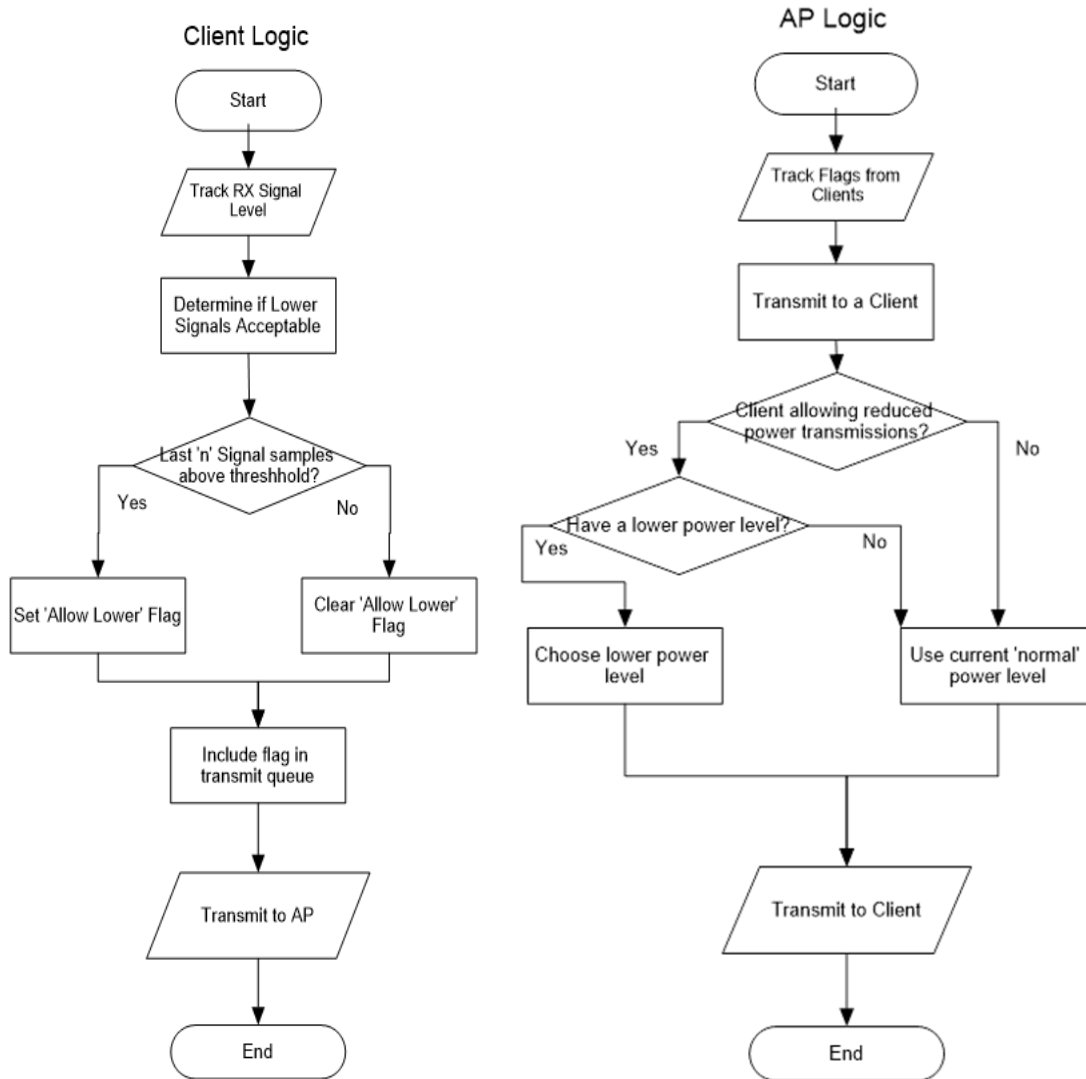 Client Logic
Start
Track RX Signal
Level
Determine if Lower
Signals Acceptable
Last 'n' Signal samples
above threshhold?
Yes
No
Set 'Allow Lower' Flag
Clear 'Allow Lower'
Flag
Include flag in
transmit queue
Transmit to AP
End
AP Logic
Start
Track Flags from
Clients
Transmit to a Client
Client allowing reduced
power transmissions?
Yes
No
Have a lower power level?
Yes
No
Choose lower power
level
Use current 'normal'
power level
Transmit to Client
End